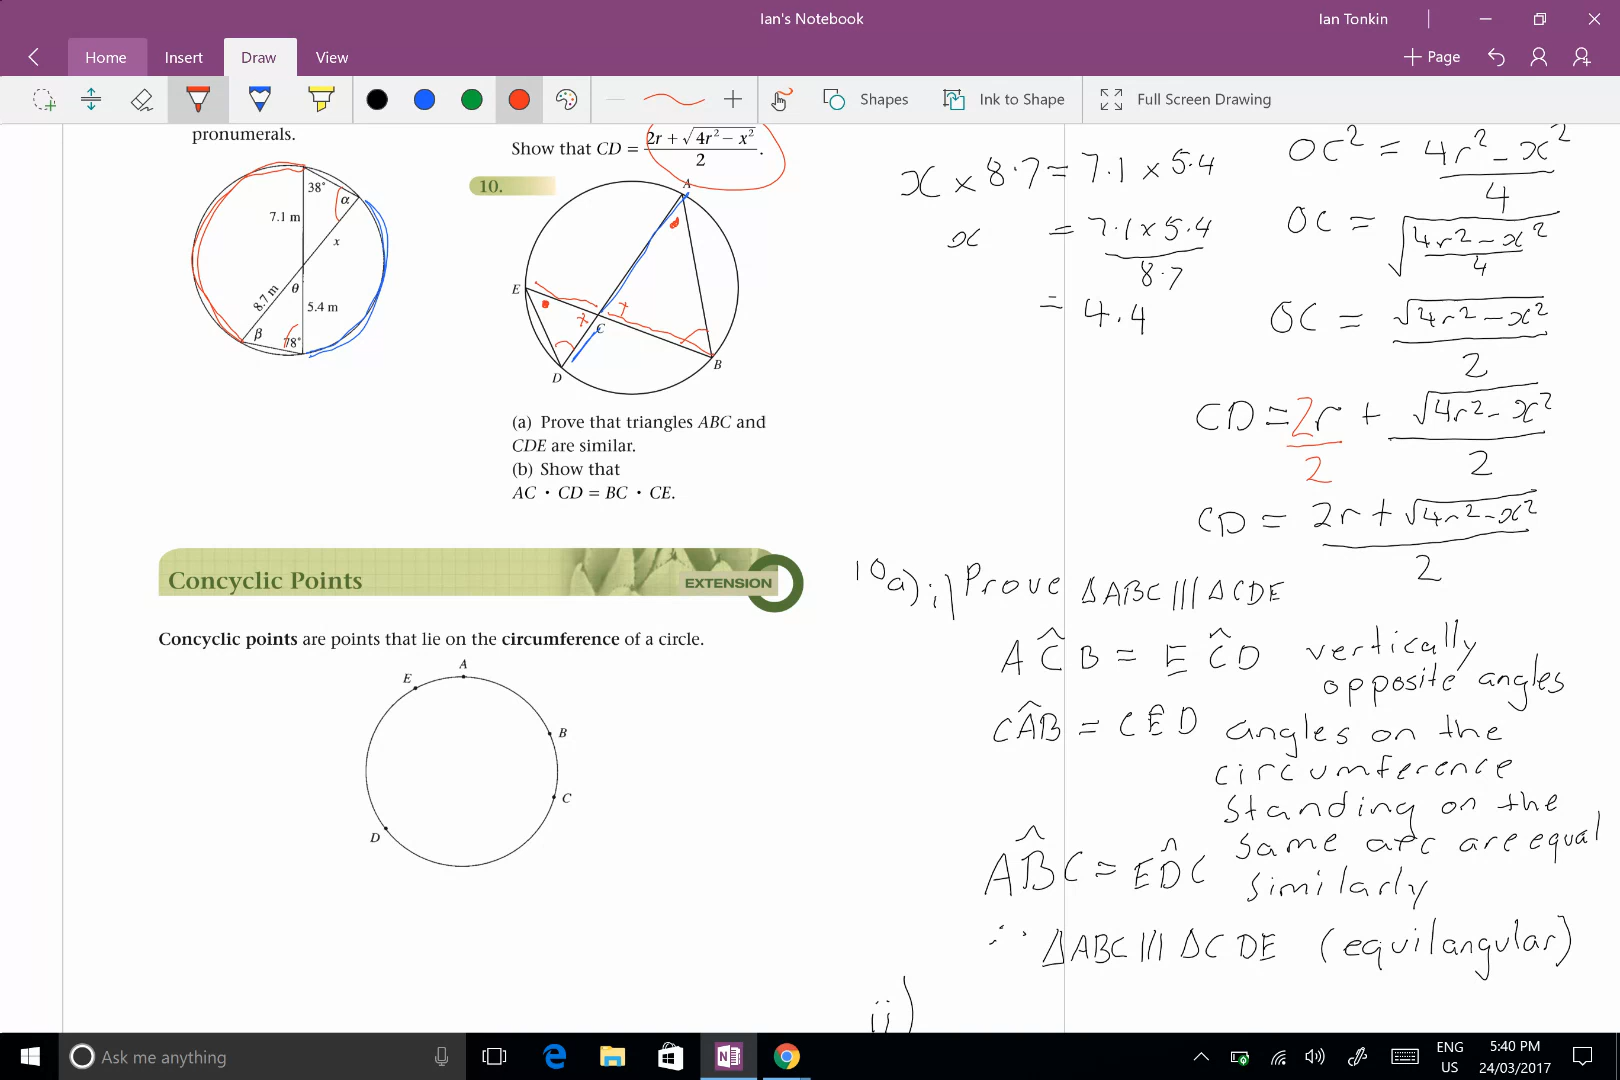 Ian's Notebook
Ian Tonkin
Home
Insert
Draw
View
Page
Shapes
Ink to Shape
Full Screen Drawing
pronumerals.
38°
α
7.1 m
x
θ
8.7 m
5.4 m
β
78°
Show that CD = (2r + √(4r² − x²))/2.
10.
A
E
C
D
B
(a) Prove that triangles ABC and
CDE are similar.
(b) Show that
AC · CD = BC · CE.
Concyclic Points
EXTENSION
Concyclic points are points that lie on the circumference of a circle.
E
A
B
C
D
x × 8.7 = 7.1 × 5.4
x = (7.1 × 5.4)/8.7
= 4.4
OC² = (4r² − x²)/4
OC = √((4r² − x²)/4)
OC = √(4r² − x²)/2
CD = 2r/2 + √(4r² − x²)/2
CD = (2r + √(4r² − x²))/2
10a) i) Prove ΔABC ||| ΔCDE
AĈB = EĈD vertically
opposite angles
CÂB = CÊD angles on the
circumference
standing on the
same arc are equal
AB̂C = ED̂C similarly
∴ ΔABC ||| ΔCDE (equilangular)
ii)
Ask me anything
ENG
US
5:40 PM
24/03/2017